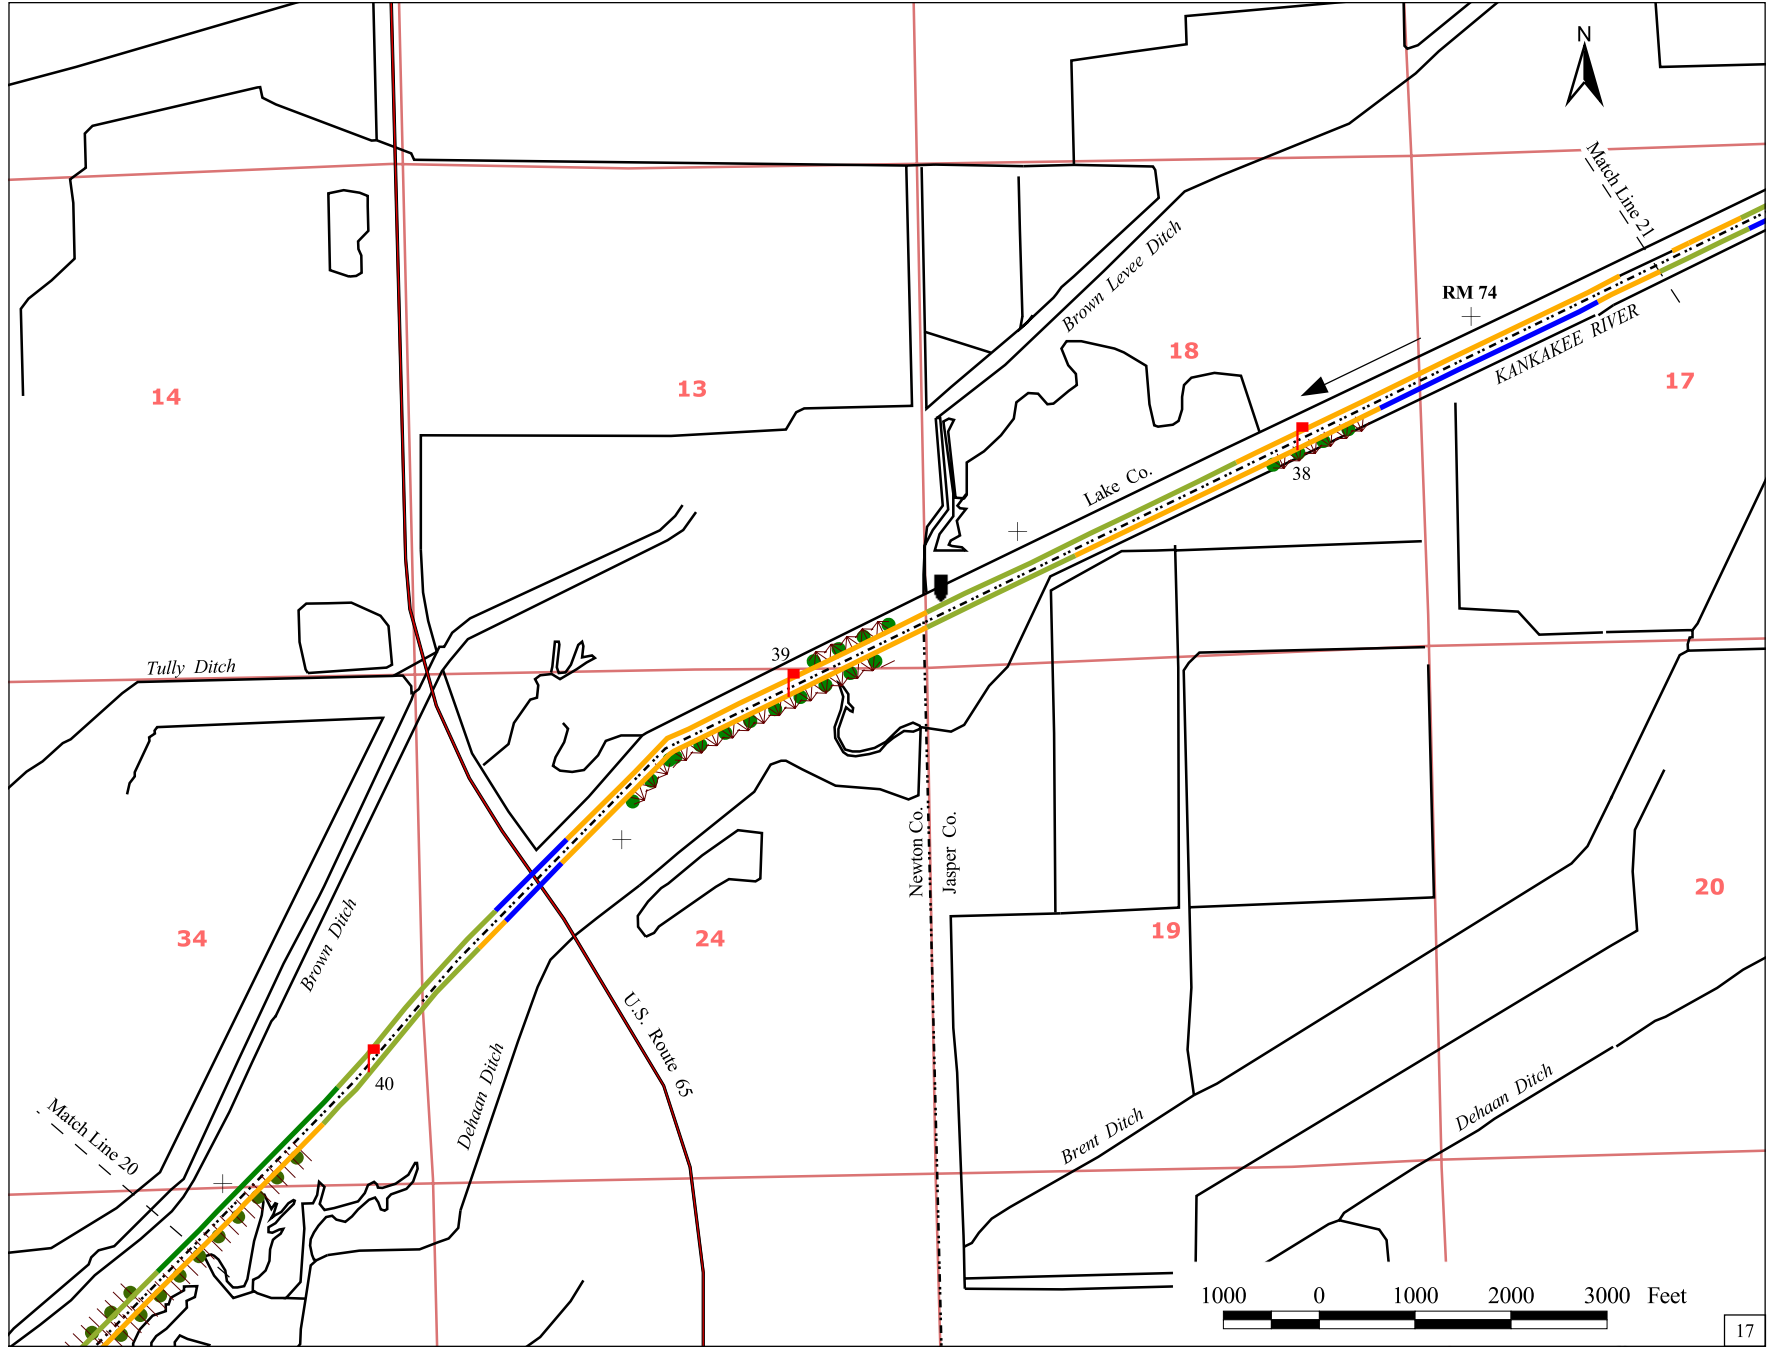 N
Match Line 21
RM 74
KANKAKEE RIVER
Brown Levee Ditch
18
17
14
13
Lake Co.
38
39
Tully Ditch
Newton Co.
Jasper Co.
20
19
34
24
Brown Ditch
U.S. Route 65
40
Dehaan Ditch
Match Line 20
Brent Ditch
Dehaan Ditch
1000 0 1000 2000 3000 Feet
17